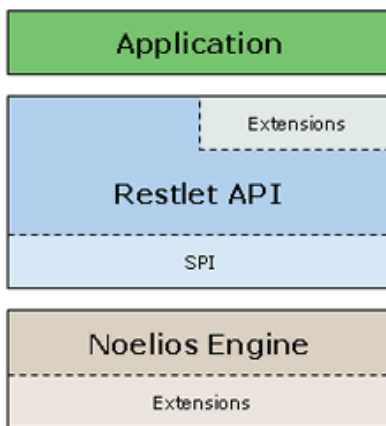 Application
Extensions
Restlet API
SPI
Noelios Engine
Extensions